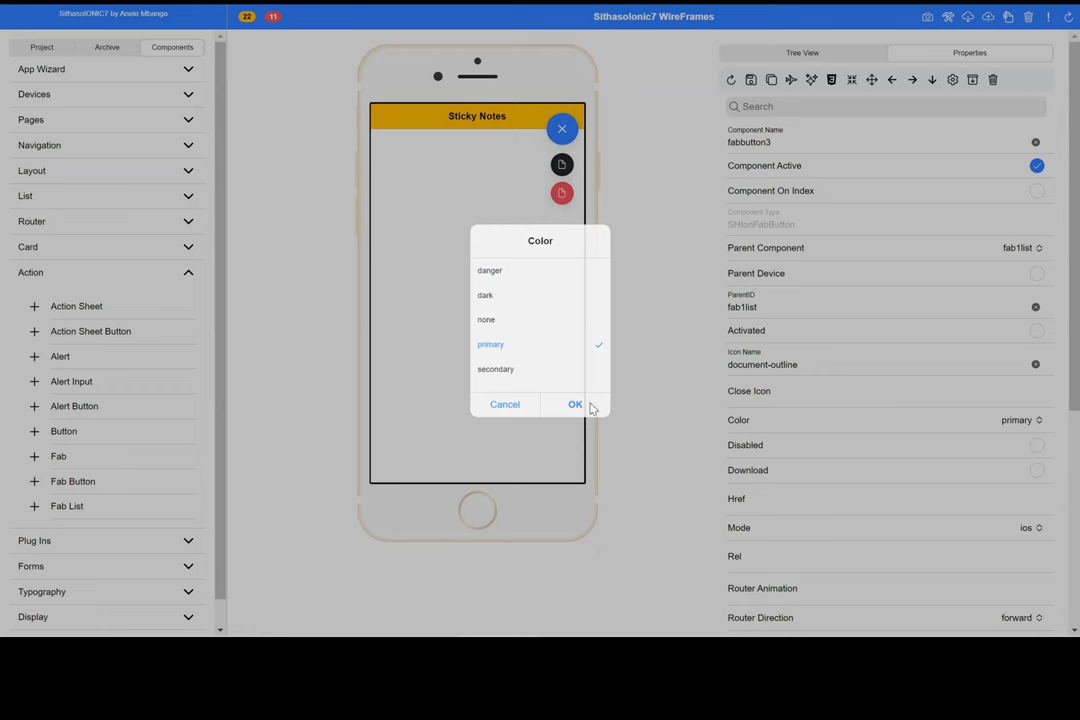 SithasoIONIC7 by Anele Mbanga
22
11
SithasoIonic7 WireFrames
Project
Archive
Components
App Wizard
Devices
Pages
Navigation
Layout
List
Router
Card
Action
Action Sheet
Action Sheet Button
Alert
Alert Input
Alert Button
Button
Fab
Fab Button
Fab List
Plug Ins
Forms
Typography
Display
Sticky Notes
Color
danger
dark
none
primary
secondary
Cancel
OK
Tree View
Properties
Search
Component Name
fabbutton3
Component Active
Component On Index
Component Type
SHIonFabButton
Parent Component
fab1list
Parent Device
ParentID
fab1list
Activated
Icon Name
document-outline
Close Icon
Color
primary
Disabled
Download
Href
Mode
ios
Rel
Router Animation
Router Direction
forward